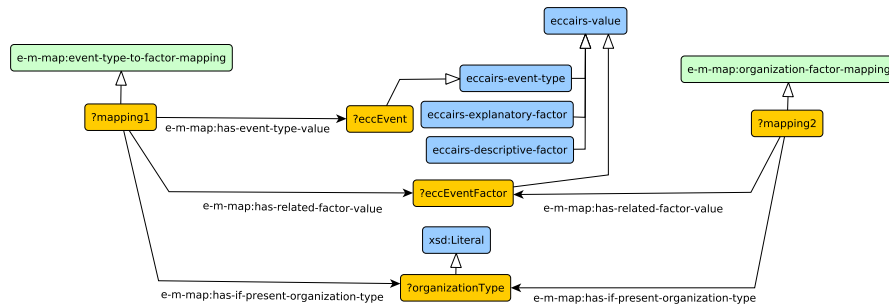 eccairs-value
e-m-map:event-type-to-factor-mapping
e-m-map:organization-factor-mapping
eccairs-event-type
?mapping1
e-m-map:has-event-type-value
?eccEvent
eccairs-explanatory-factor
?mapping2
eccairs-descriptive-factor
?eccEventFactor
e-m-map:has-related-factor-value
e-m-map:has-related-factor-value
xsd:Literal
?organizationType
e-m-map:has-if-present-organization-type
e-m-map:has-if-present-organization-type